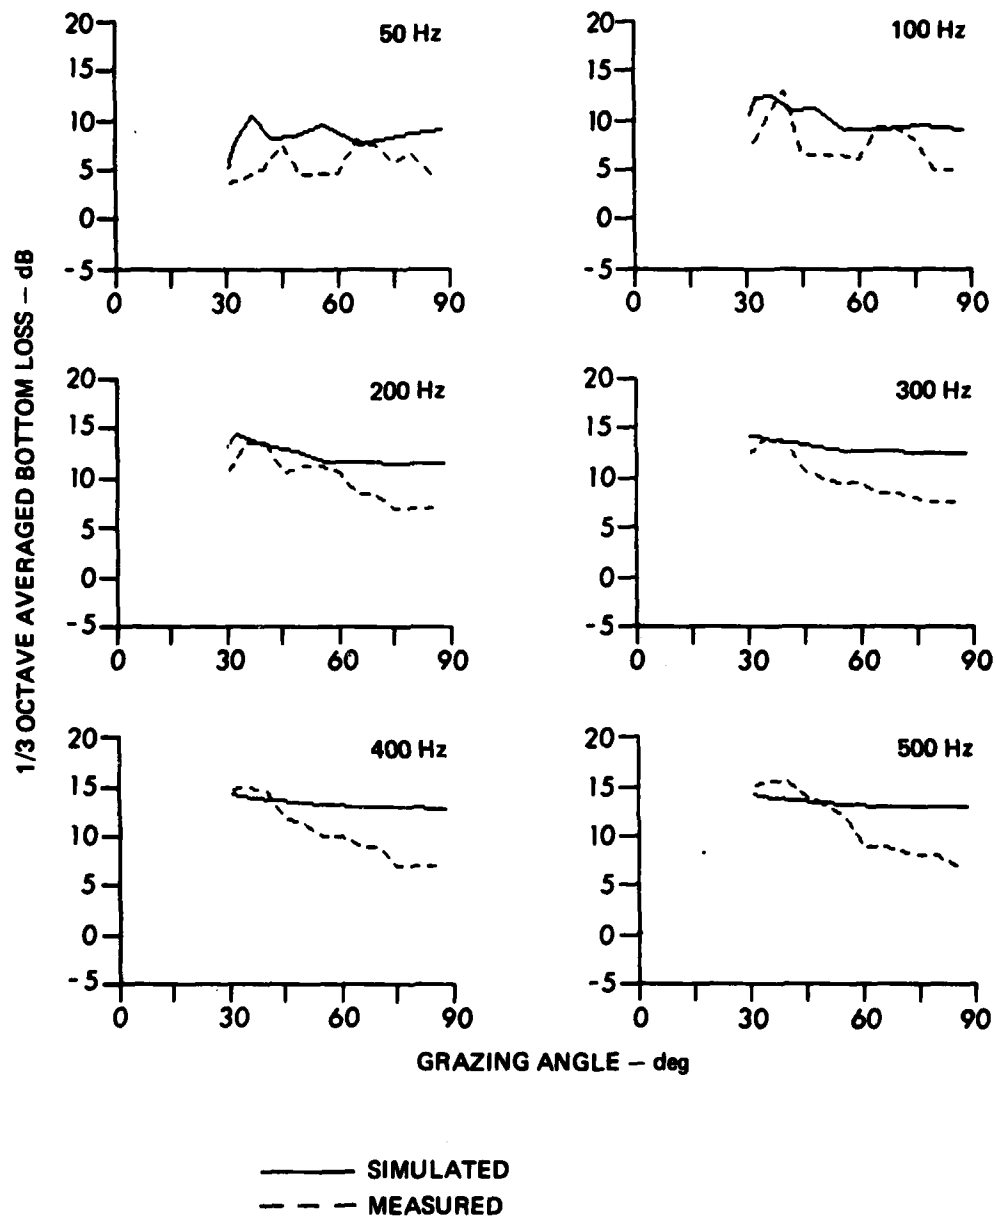 1/3 OCTAVE AVERAGED BOTTOM LOSS – dB
50 Hz
20
15
10
5
0
-5
0 30 60 90
100 Hz
20
15
10
5
0
-5
0 30 60 90
200 Hz
20
15
10
5
0
-5
0 30 60 90
300 Hz
20
15
10
5
0
-5
0 30 60 90
400 Hz
20
15
10
5
0
-5
0 30 60 90
500 Hz
20
15
10
5
0
-5
0 30 60 90
GRAZING ANGLE – deg
SIMULATED
MEASURED